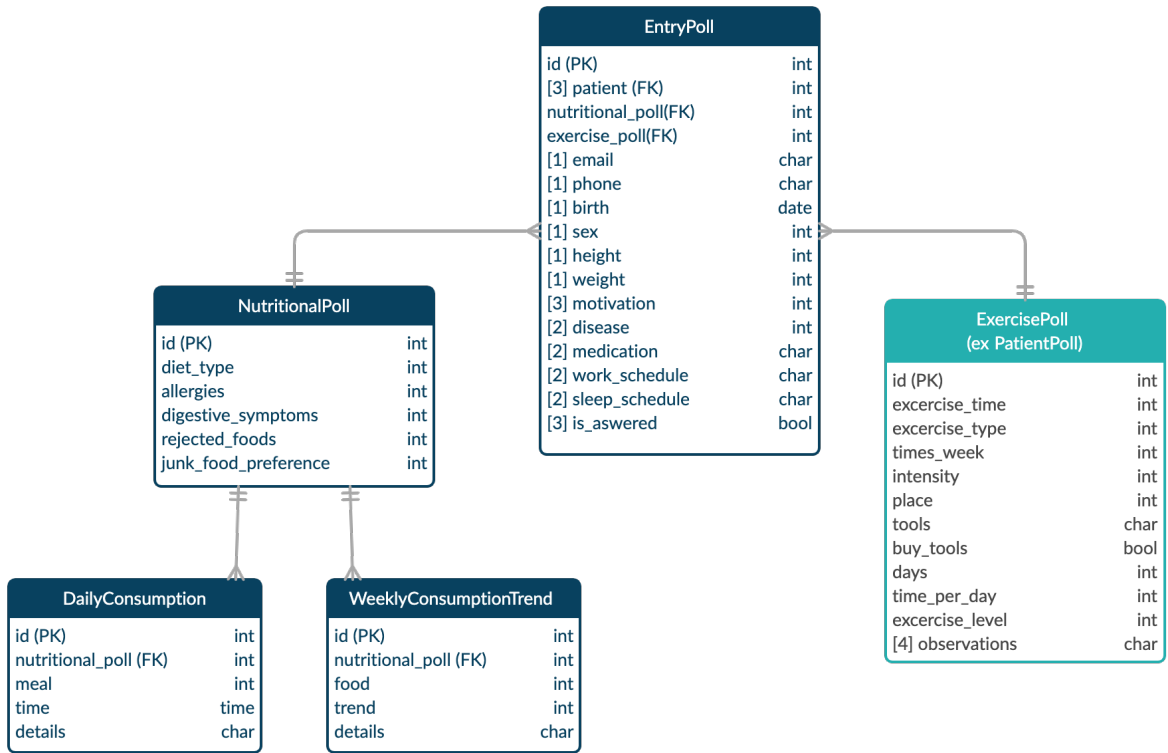 EntryPoll
id (PK) int
[3] patient (FK) int
nutritional_poll(FK) int
exercise_poll(FK) int
[1] email char
[1] phone char
[1] birth date
[1] sex int
[1] height int
[1] weight int
[3] motivation int
[2] disease int
[2] medication char
[2] work_schedule char
[2] sleep_schedule char
[3] is_aswered bool
NutritionalPoll
id (PK) int
diet_type int
allergies int
digestive_symptoms int
rejected_foods int
junk_food_preference int
ExercisePoll
(ex PatientPoll)
id (PK) int
excercise_time int
excercise_type int
times_week int
intensity int
place int
tools char
buy_tools bool
days int
time_per_day int
excercise_level int
[4] observations char
DailyConsumption
id (PK) int
nutritional_poll (FK) int
meal int
time time
details char
WeeklyConsumptionTrend
id (PK) int
nutritional_poll (FK) int
food int
trend int
details char